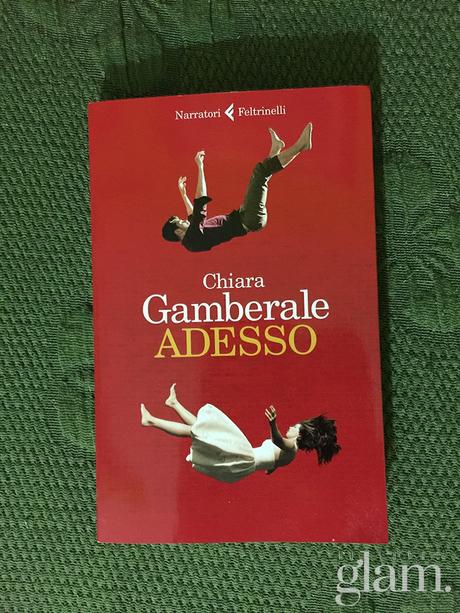 Narratori Feltrinelli
Chiara
Gamberale
ADESSO
glam.